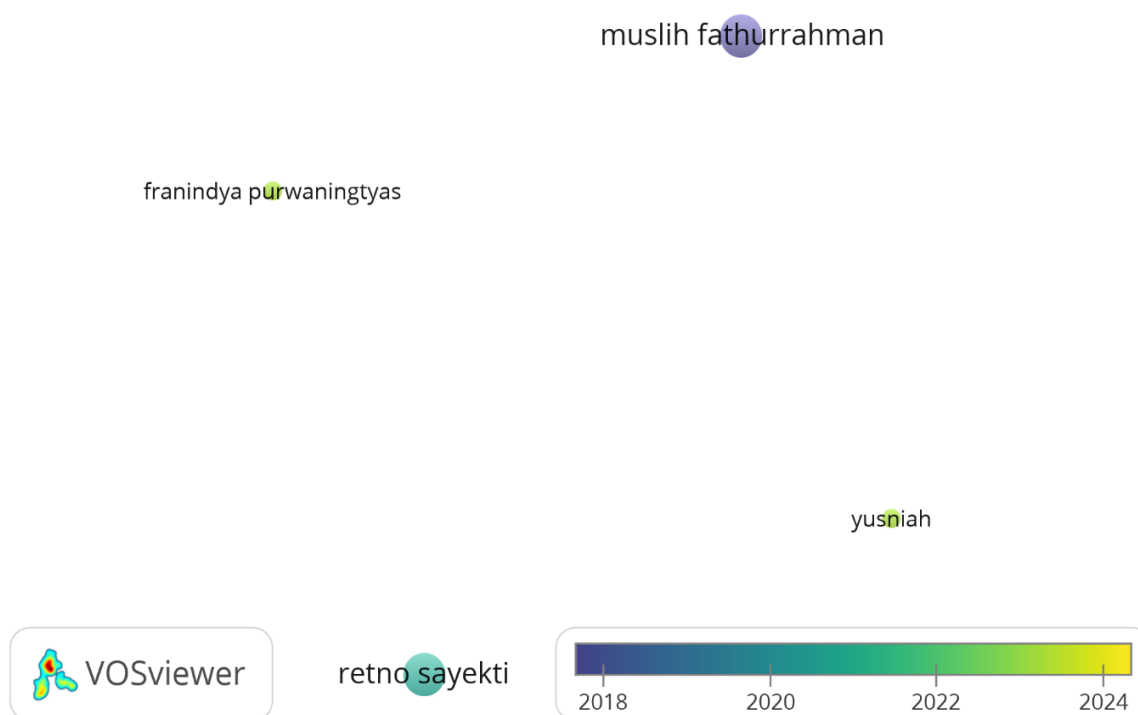 muslih fathurrahman
franindya purwaningtyas
yusniah
VOSviewer
retno sayekti
2018 2020 2022 2024